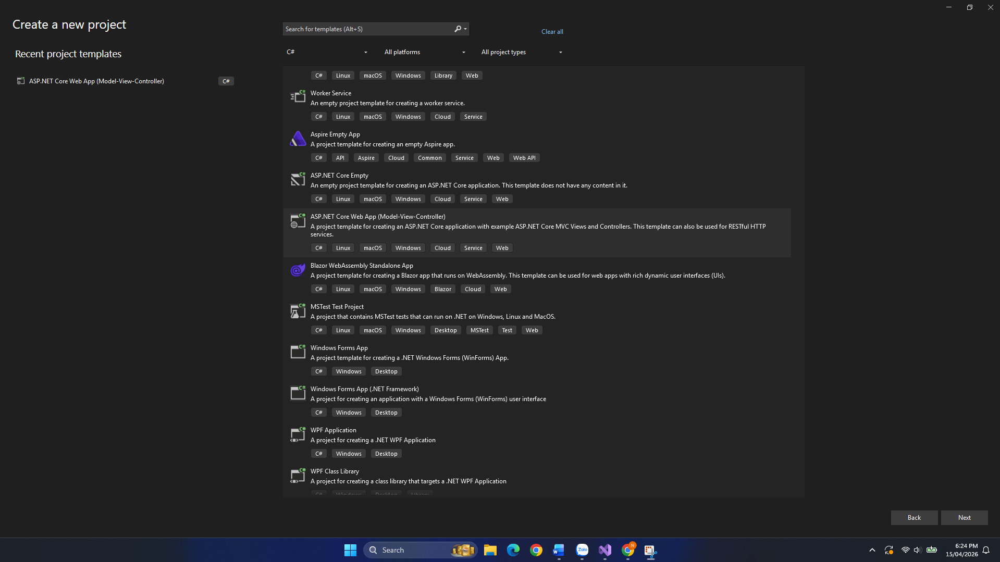 Create a new project
Search for templates (Alt+S)
Clear all
Recent project templates
C#
All platforms
All project types
ASP.NET Core Web App (Model-View-Controller)
C#
C# Linux macOS Windows Library Web
Worker Service
An empty project template for creating a worker service.
C# Linux macOS Windows Cloud Service
Aspire Empty App
A project template for creating an empty Aspire app.
C# API Aspire Cloud Common Service Web Web API
ASP.NET Core Empty
An empty project template for creating an ASP.NET Core application. This template does not have any content in it.
C# Linux macOS Windows Cloud Service Web
ASP.NET Core Web App (Model-View-Controller)
A project template for creating an ASP.NET Core application with example ASP.NET Core MVC Views and Controllers. This template can also be used for RESTful HTTP
services.
C# Linux macOS Windows Cloud Service Web
Blazor WebAssembly Standalone App
A project template for creating a Blazor app that runs on WebAssembly. This template can be used for web apps with rich dynamic user interfaces (UIs).
C# Linux macOS Windows Blazor Cloud Web
MSTest Test Project
A project that contains MSTest tests that can run on .NET on Windows, Linux and MacOS.
C# Linux macOS Windows Desktop MSTest Test Web
Windows Forms App
A project template for creating a .NET Windows Forms (WinForms) App.
C# Windows Desktop
Windows Forms App (.NET Framework)
A project for creating an application with a Windows Forms (WinForms) user interface
C# Windows Desktop
WPF Application
A project for creating a .NET WPF Application
C# Windows Desktop
WPF Class Library
A project for creating a class library that targets a .NET WPF Application
C# Windows Desktop Library
Back
Next
Search
Zalo
N
6:24 PM
15/04/2026